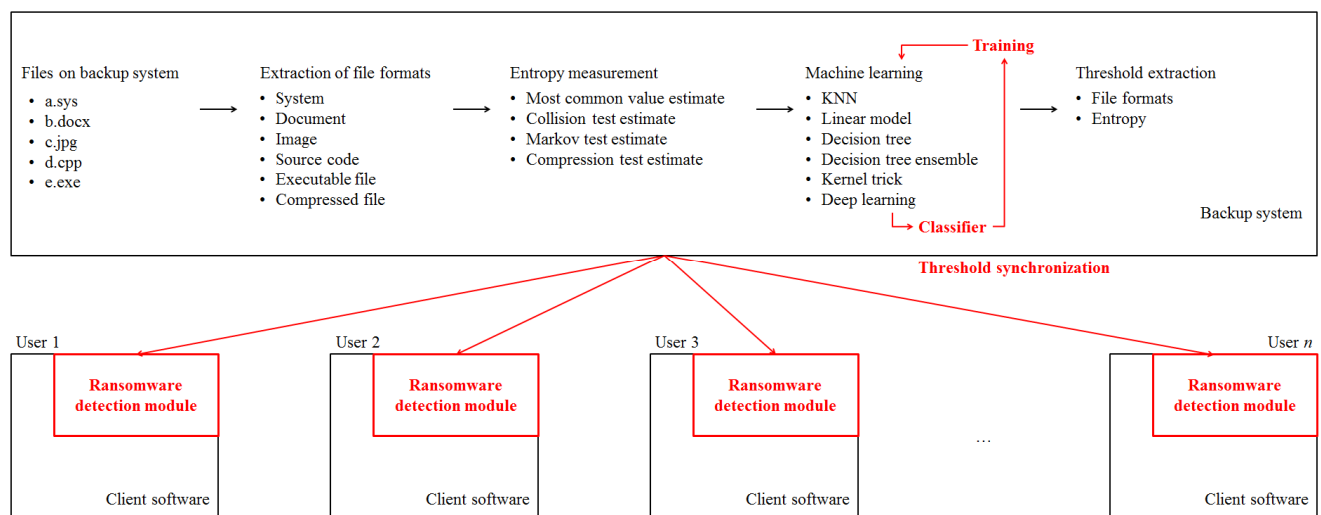 Training
Files on backup system
• a.sys
• b.docx
• c.jpg
• d.cpp
• e.exe
Extraction of file formats
• System
• Document
• Image
• Source code
• Executable file
• Compressed file
Entropy measurement
• Most common value estimate
• Collision test estimate
• Markov test estimate
• Compression test estimate
Machine learning
• KNN
• Linear model
• Decision tree
• Decision tree ensemble
• Kernel trick
• Deep learning
Classifier
Threshold extraction
• File formats
• Entropy
Backup system
Threshold synchronization
User 1
Ransomware
detection module
Client software
User 2
Ransomware
detection module
Client software
User 3
Ransomware
detection module
Client software
...
User n
Ransomware
detection module
Client software